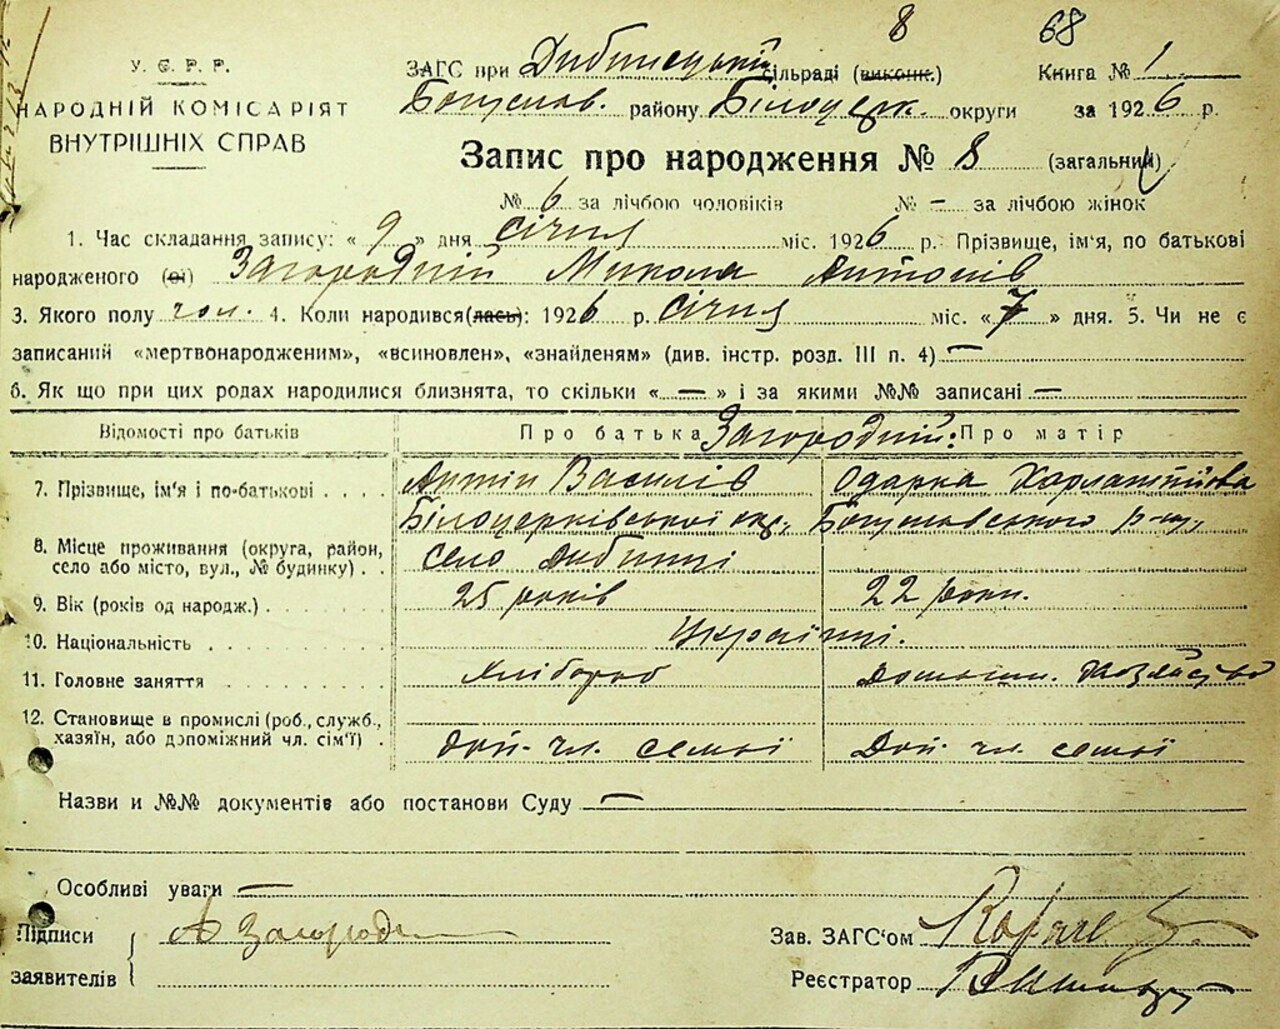 8 68
У. С. Р. Р.
НАРОДНІЙ КОМІСАРІЯТ
ВНУТРІШНІХ СПРАВ
ЗАГС при Дибинецькій сільраді (виконк.) Книга № 1
Богуслав. району Білоцерк. округи за 1926 р.
Запис про народження № 8 (загальний)
№ 6 за лічбою чоловіків № — за лічбою жінок
1. Час складання запису: « 9 » дня січня міс. 1926 р. Прізвище, ім'я, по батькові
народженого (ої) Загородній Микола Антонів
3. Якого полу чол. 4. Коли народився(лась): 1926 р. січня міс. « 7 » дня. 5. Чи не є
записаний «мертвонародженим», «всиновлен», «знайденям» (див. інстр. розд. III п. 4) —
6. Як що при цих родах народилися близнята, то скільки « — » і за якими №№ записані —
Відомості про батьків Про батька Загородній: Про матір
7. Прізвище, ім'я і по-батькові . . . . Антін Василів Одарка Харлампіївна
Білоцерківської окр., Богуславського р-ну,
8. Місце проживання (округа, район,
село або місто, вул., № будинку) . . село Дибинці
9. Вік (років од народж.) 25 років 22 роки.
10. Національність Українці.
11. Головне заняття Хлібороб Домашн. хозяйство
12. Становище в промислі (роб., служб.,
хазяїн, або допоміжний чл. сім'ї) . Доп. чл. семьї Доп. чл. семьї
Назви и №№ документів або постанови Суду —
Особливі уваги —
Підписи
заявителів А Загородн
Зав. ЗАГС'ом
Реєстратор